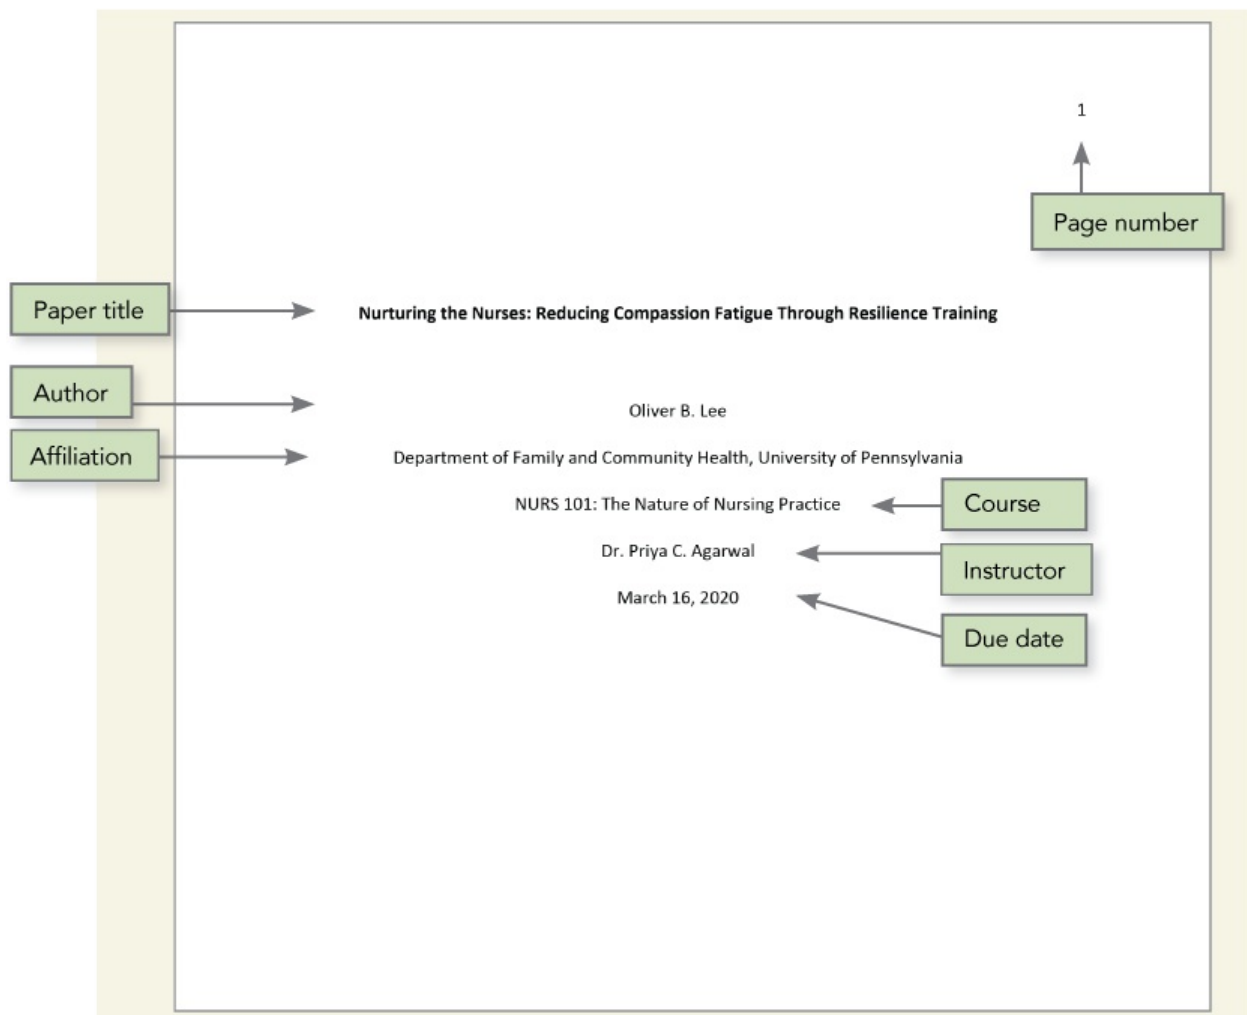 1
Page number
Paper title
Nurturing the Nurses: Reducing Compassion Fatigue Through Resilience Training
Author
Oliver B. Lee
Affiliation
Department of Family and Community Health, University of Pennsylvania
NURS 101: The Nature of Nursing Practice
Course
Dr. Priya C. Agarwal
Instructor
March 16, 2020
Due date